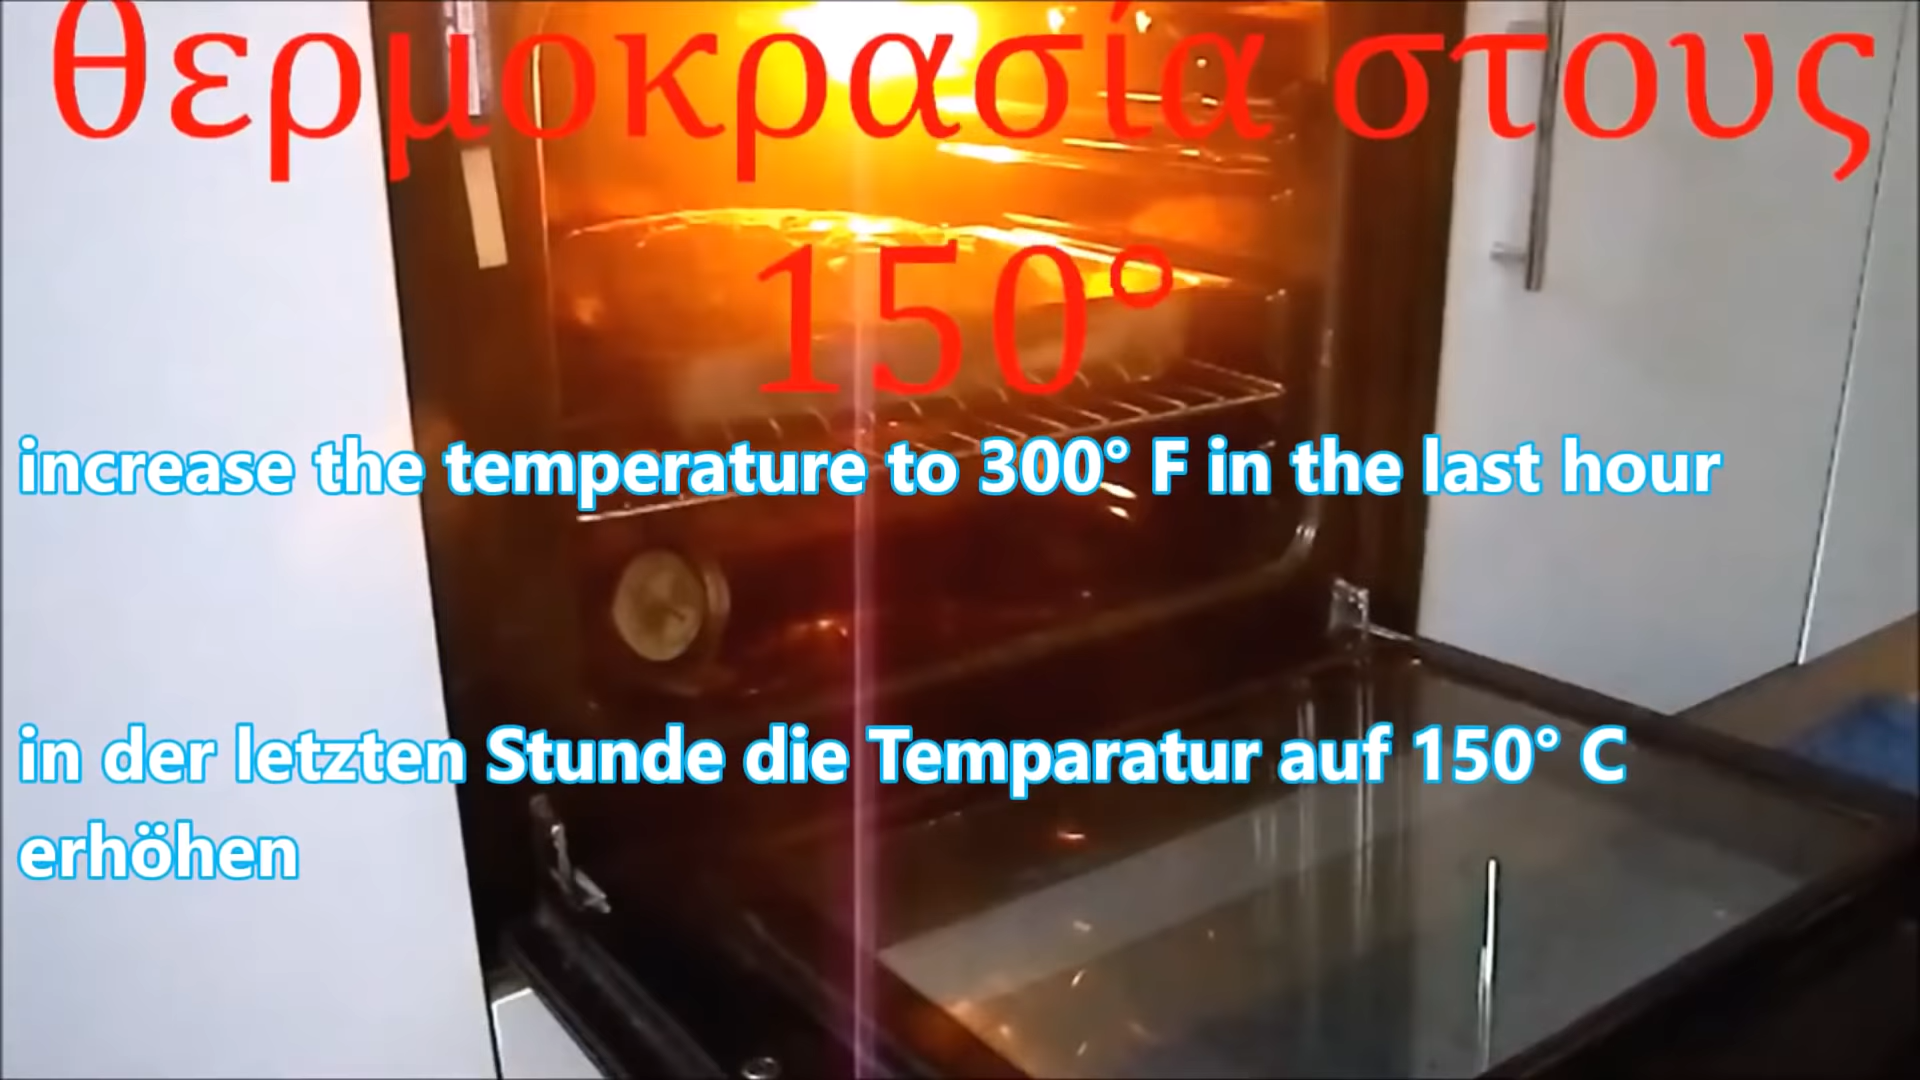 θερμοκρασία στους
150°
increase the temperature to 300° F in the last hour
in der letzten Stunde die Temparatur auf 150° C
erhöhen